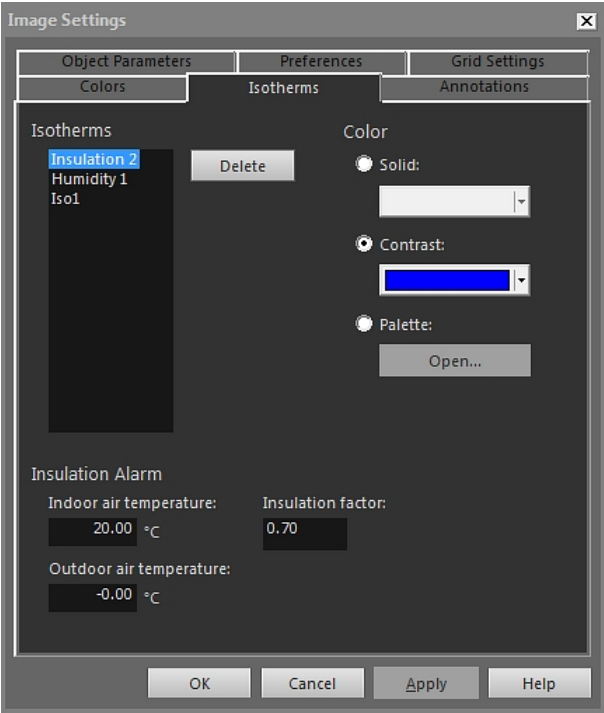 Image Settings
Object Parameters
Preferences
Grid Settings
Colors
Isotherms
Annotations
Isotherms
Insulation 2
Humidity 1
Iso1
Delete
Color
Solid:
Contrast:
Palette:
Open...
Insulation Alarm
Indoor air temperature:
20.00 °C
Insulation factor:
0.70
Outdoor air temperature:
-0.00 °C
OK
Cancel
Apply
Help